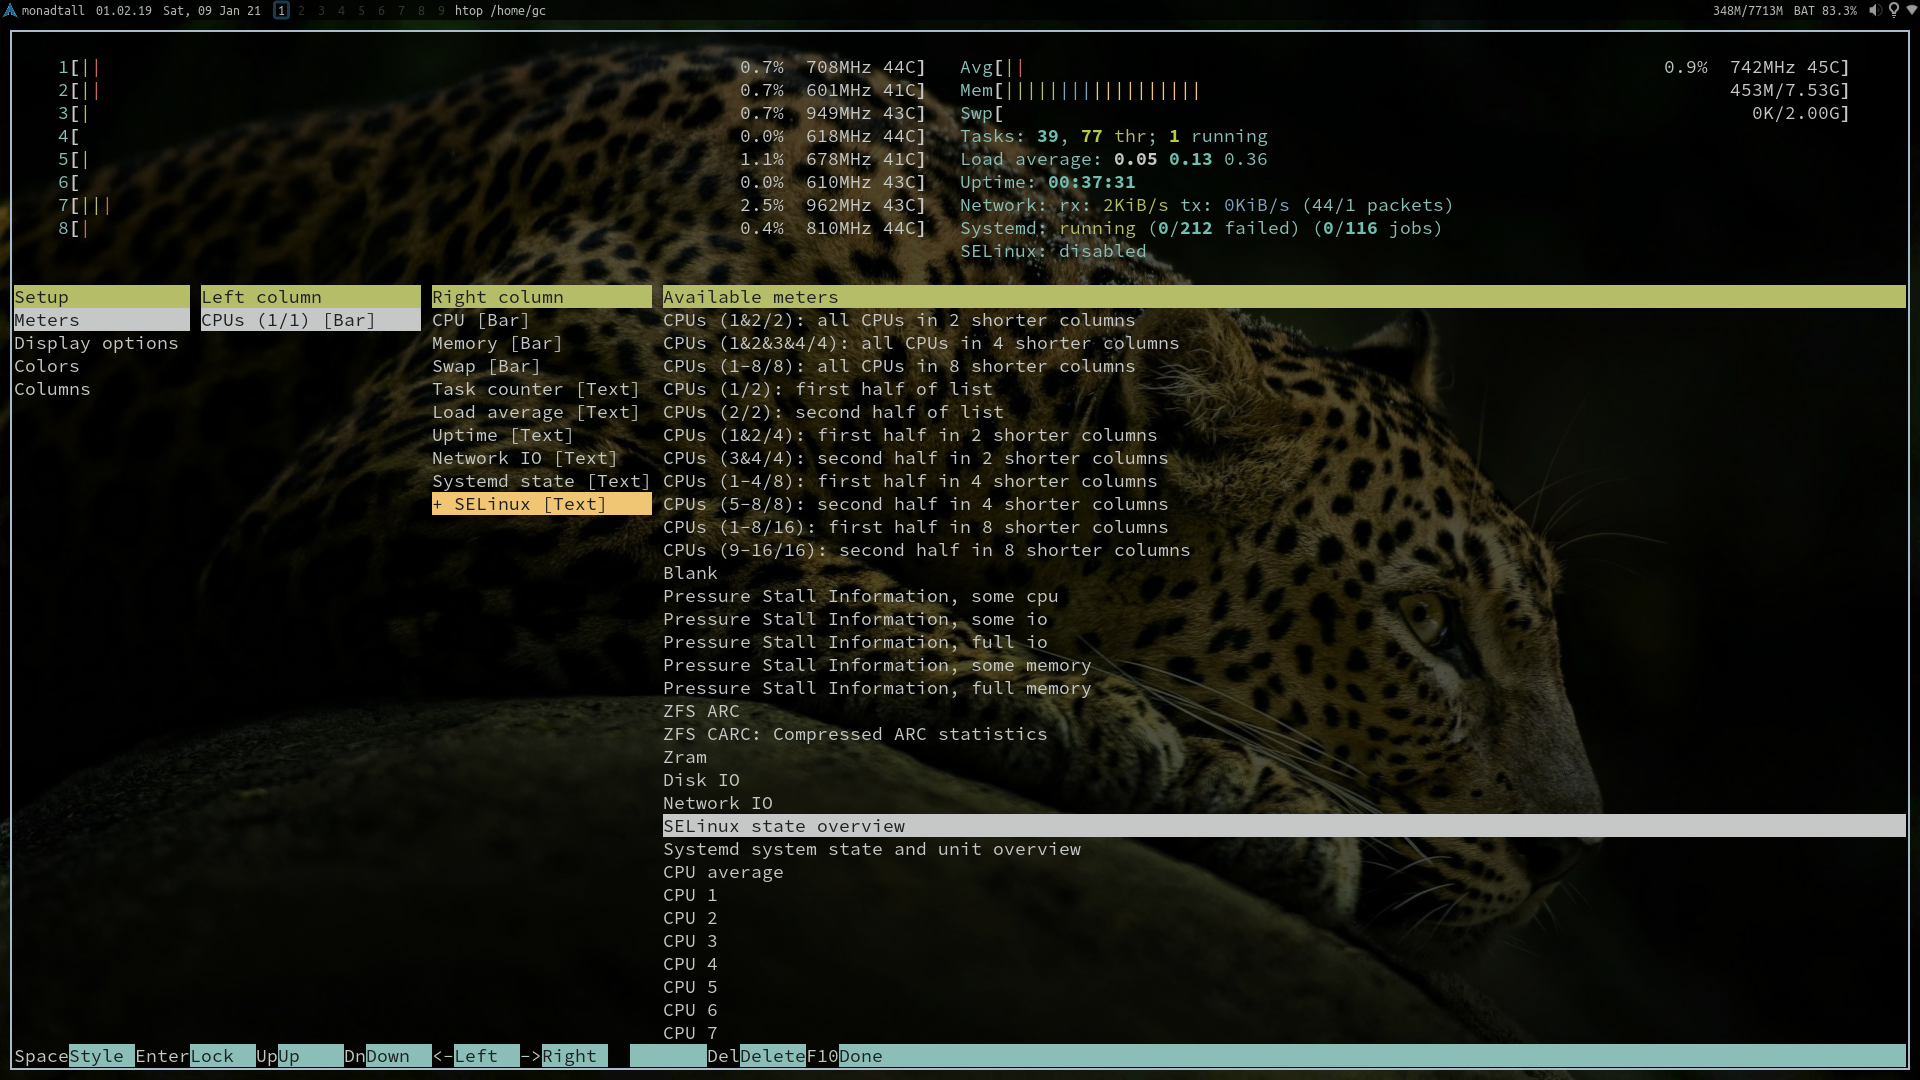 monadtall 01.02.19 Sat, 09 Jan 21 1 2 3 4 5 6 7 8 9 htop /home/gc 348M/7713M BAT 83.3%
1[|| 0.7% 708MHz 44C] Avg[|| 0.9% 742MHz 45C]
2[|| 0.7% 601MHz 41C] Mem[|||||||||||||||||| 453M/7.53G]
3[| 0.7% 949MHz 43C] Swp[ 0K/2.00G]
4[ 0.0% 618MHz 44C] Tasks: 39, 77 thr; 1 running
5[| 1.1% 678MHz 41C] Load average: 0.05 0.13 0.36
6[ 0.0% 610MHz 43C] Uptime: 00:37:31
7[||| 2.5% 962MHz 43C] Network: rx: 2KiB/s tx: 0KiB/s (44/1 packets)
8[| 0.4% 810MHz 44C] Systemd: running (0/212 failed) (0/116 jobs)
SELinux: disabled
Setup Left column Right column Available meters
Meters CPUs (1/1) [Bar] CPU [Bar] CPUs (1&2/2): all CPUs in 2 shorter columns
Display options Memory [Bar] CPUs (1&2&3&4/4): all CPUs in 4 shorter columns
Colors Swap [Bar] CPUs (1-8/8): all CPUs in 8 shorter columns
Columns Task counter [Text] CPUs (1/2): first half of list
Load average [Text] CPUs (2/2): second half of list
Uptime [Text] CPUs (1&2/4): first half in 2 shorter columns
Network IO [Text] CPUs (3&4/4): second half in 2 shorter columns
Systemd state [Text] CPUs (1-4/8): first half in 4 shorter columns
+ SELinux [Text] CPUs (5-8/8): second half in 4 shorter columns
CPUs (1-8/16): first half in 8 shorter columns
CPUs (9-16/16): second half in 8 shorter columns
Blank
Pressure Stall Information, some cpu
Pressure Stall Information, some io
Pressure Stall Information, full io
Pressure Stall Information, some memory
Pressure Stall Information, full memory
ZFS ARC
ZFS CARC: Compressed ARC statistics
Zram
Disk IO
Network IO
SELinux state overview
Systemd system state and unit overview
CPU average
CPU 1
CPU 2
CPU 3
CPU 4
CPU 5
CPU 6
CPU 7
SpaceStyle EnterLock UpUp DnDown <-Left ->Right DelDeleteF10Done